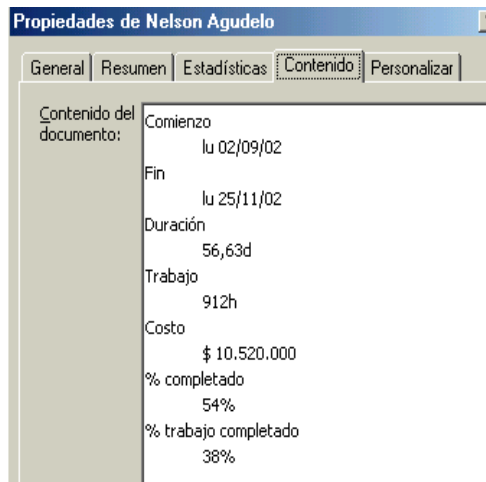 Propiedades de Nelson Agudelo
General Resumen Estadísticas Contenido Personalizar
Contenido del
documento:
Comienzo
lu 02/09/02
Fin
lu 25/11/02
Duración
56,63d
Trabajo
912h
Costo
$ 10.520.000
% completado
54%
% trabajo completado
38%